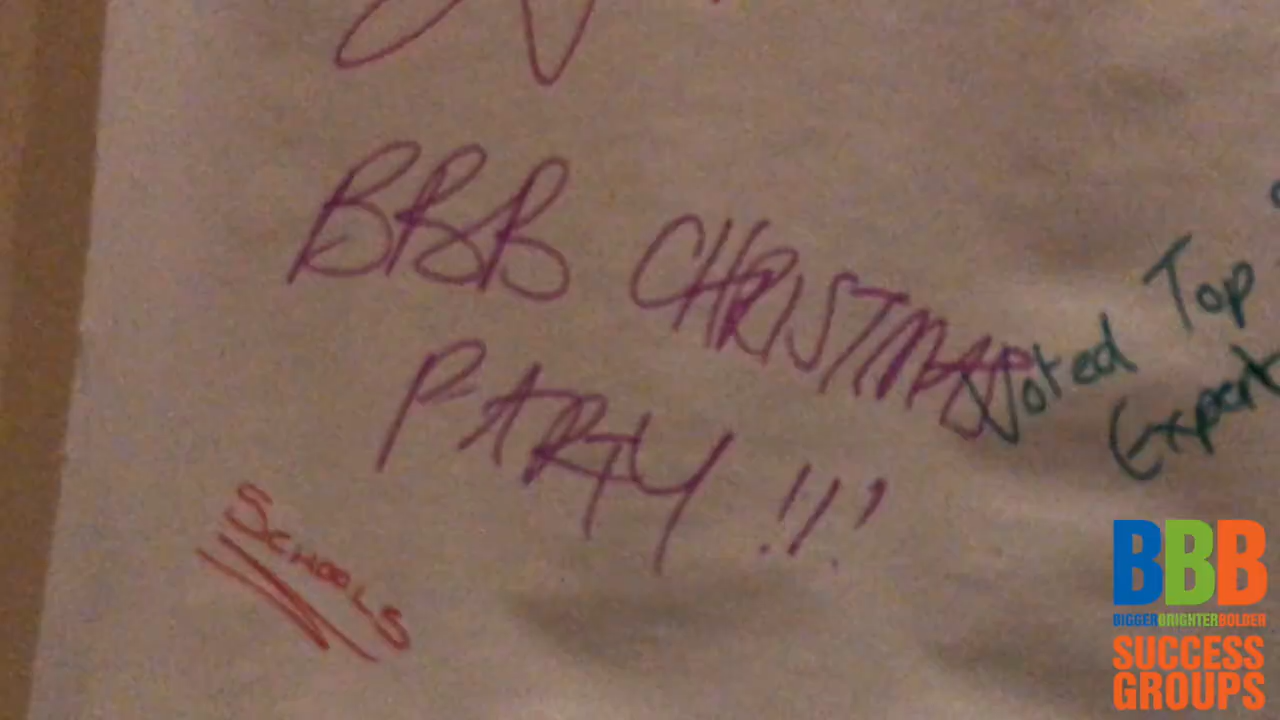 BBB CHRISTMAS
PARTY !!!
SCHOOLS
Voted Top
Expert
BBB
BIGGERBRIGHTERBOLDER
SUCCESS
GROUPS